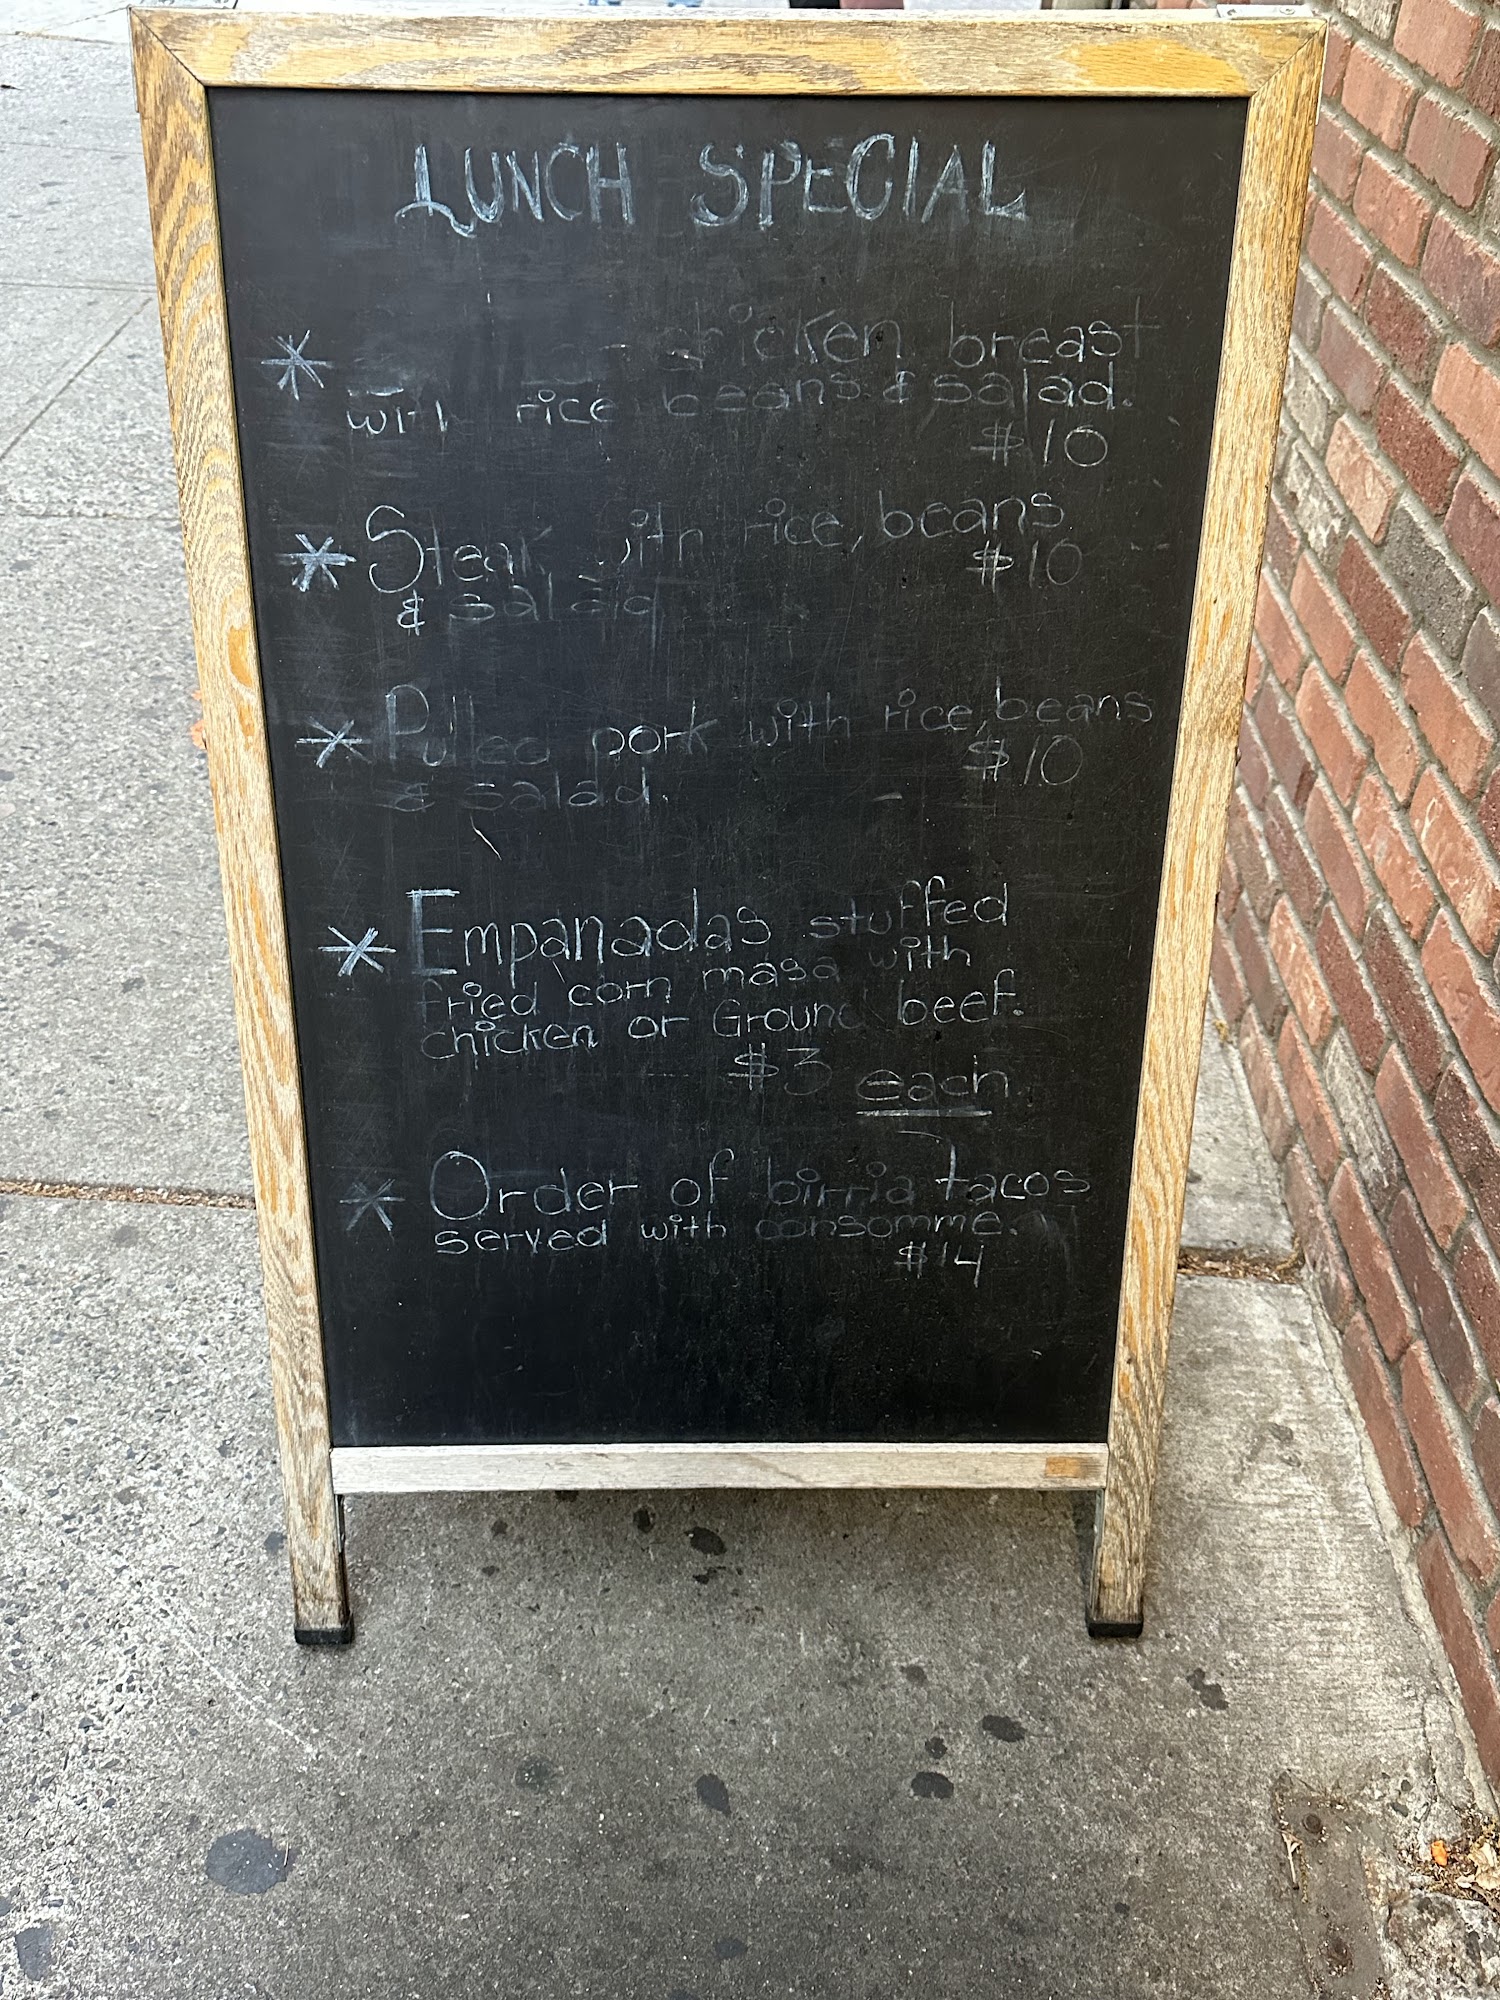 LUNCH SPECIAL
* chicken breast
with rice beans & salad.
$10
* Steak with rice, beans
$10
& salad
* Pulled pork with rice, beans
$10
& salad.
* Empanadas stuffed
fried corn masa with
chicken or Ground beef.
$3 each
* Order of birria tacos
served with consomme.
$14